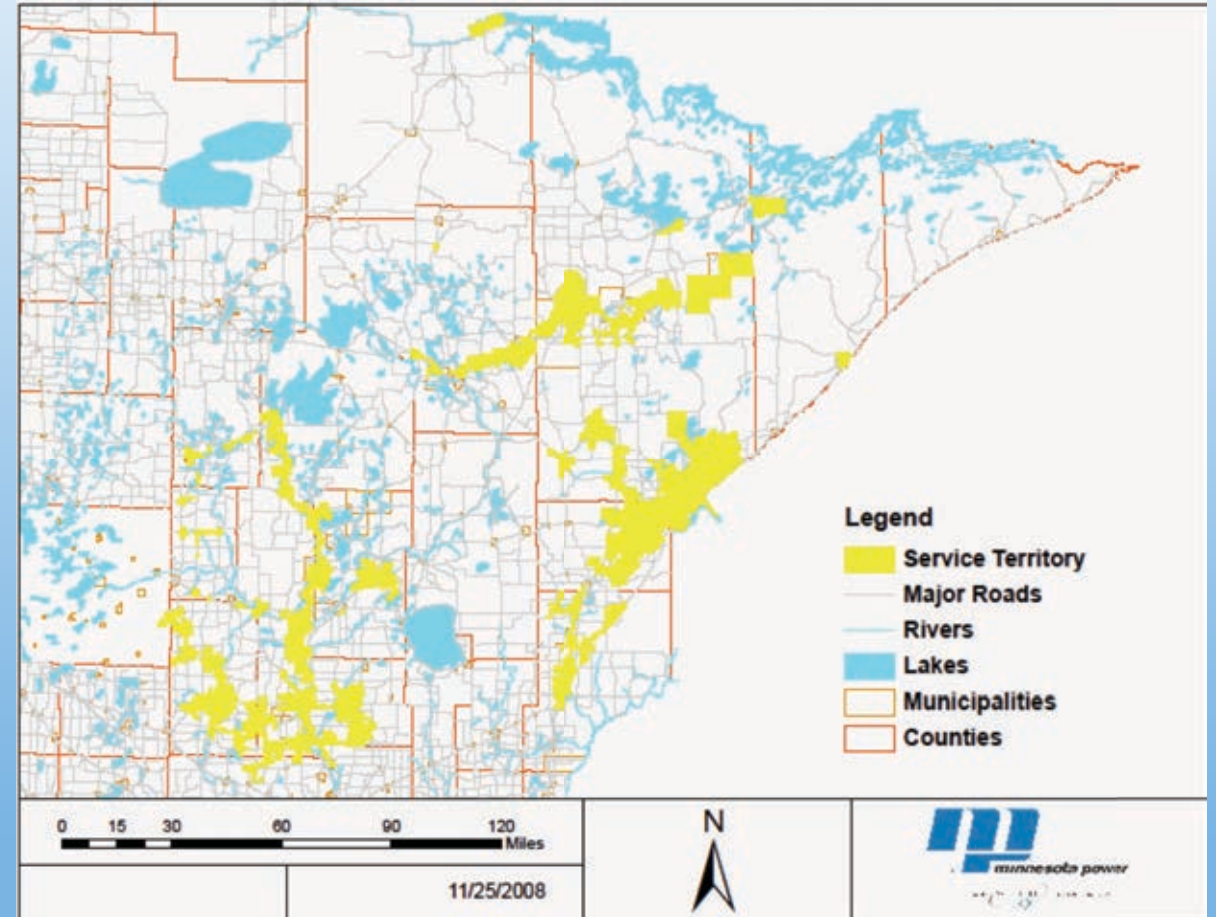 Legend
Service Territory
Major Roads
Rivers
Lakes
Municipalities
Counties
0 15 30 60 90 120
Miles
11/25/2008
N
minnesota power